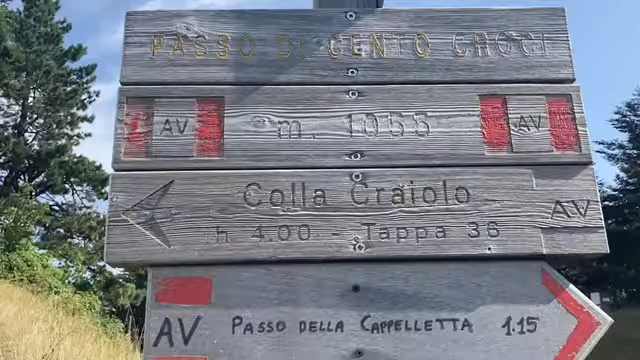 PASSO DI CENTO CROCI
AV m. 1055 AV
Colla Craiolo AV
h 4.00 - Tappa 38
AV PASSO DELLA CAPPELLETTA 1.15